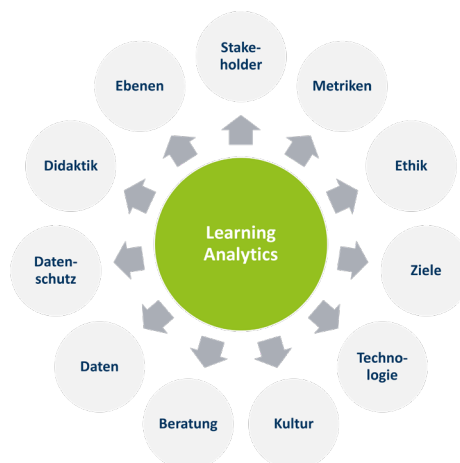 Stake-
holder
Metriken
Ethik
Ziele
Techno-
logie
Kultur
Beratung
Daten
Daten-
schutz
Didaktik
Ebenen
Learning
Analytics